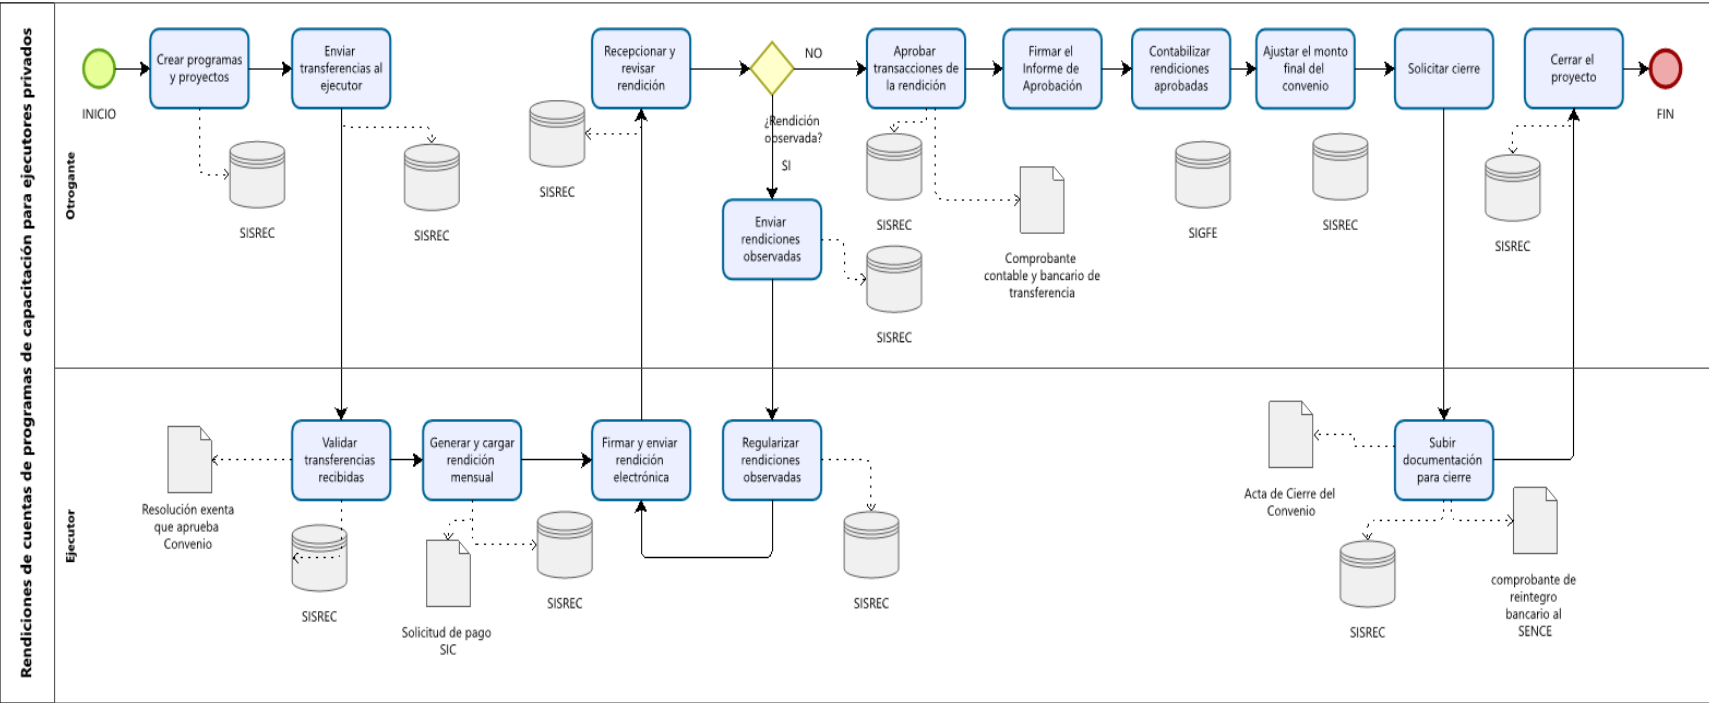 Rendiciones de cuentas de programas de capacitación para ejecutores privados
Otrogante
INICIO
Crear programas
y proyectos
SISREC
Enviar
transferencias al
ejecutor
SISREC
Recepcionar y
revisar
rendición
SISREC
¿Rendición
observada?
NO
SI
Enviar
rendiciones
observadas
SISREC
Aprobar
transacciones de
la rendición
SISREC
Comprobante
contable y bancario de
transferencia
Firmar el
Informe de
Aprobación
Contabilizar
rendiciones
aprobadas
SIGFE
Ajustar el monto
final del
convenio
SISREC
Solicitar cierre
Cerrar el
proyecto
SISREC
FIN
Ejecutor
Resolución exenta
que aprueba
Convenio
Validar
transferencias
recibidas
SISREC
Generar y cargar
rendición
mensual
Solicitud de pago
SIC
SISREC
Firmar y enviar
rendición
electrónica
Regularizar
rendiciones
observadas
SISREC
Acta de Cierre del
Convenio
Subir
documentación
para cierre
SISREC
comprobante de
reintegro
bancario al
SENCE